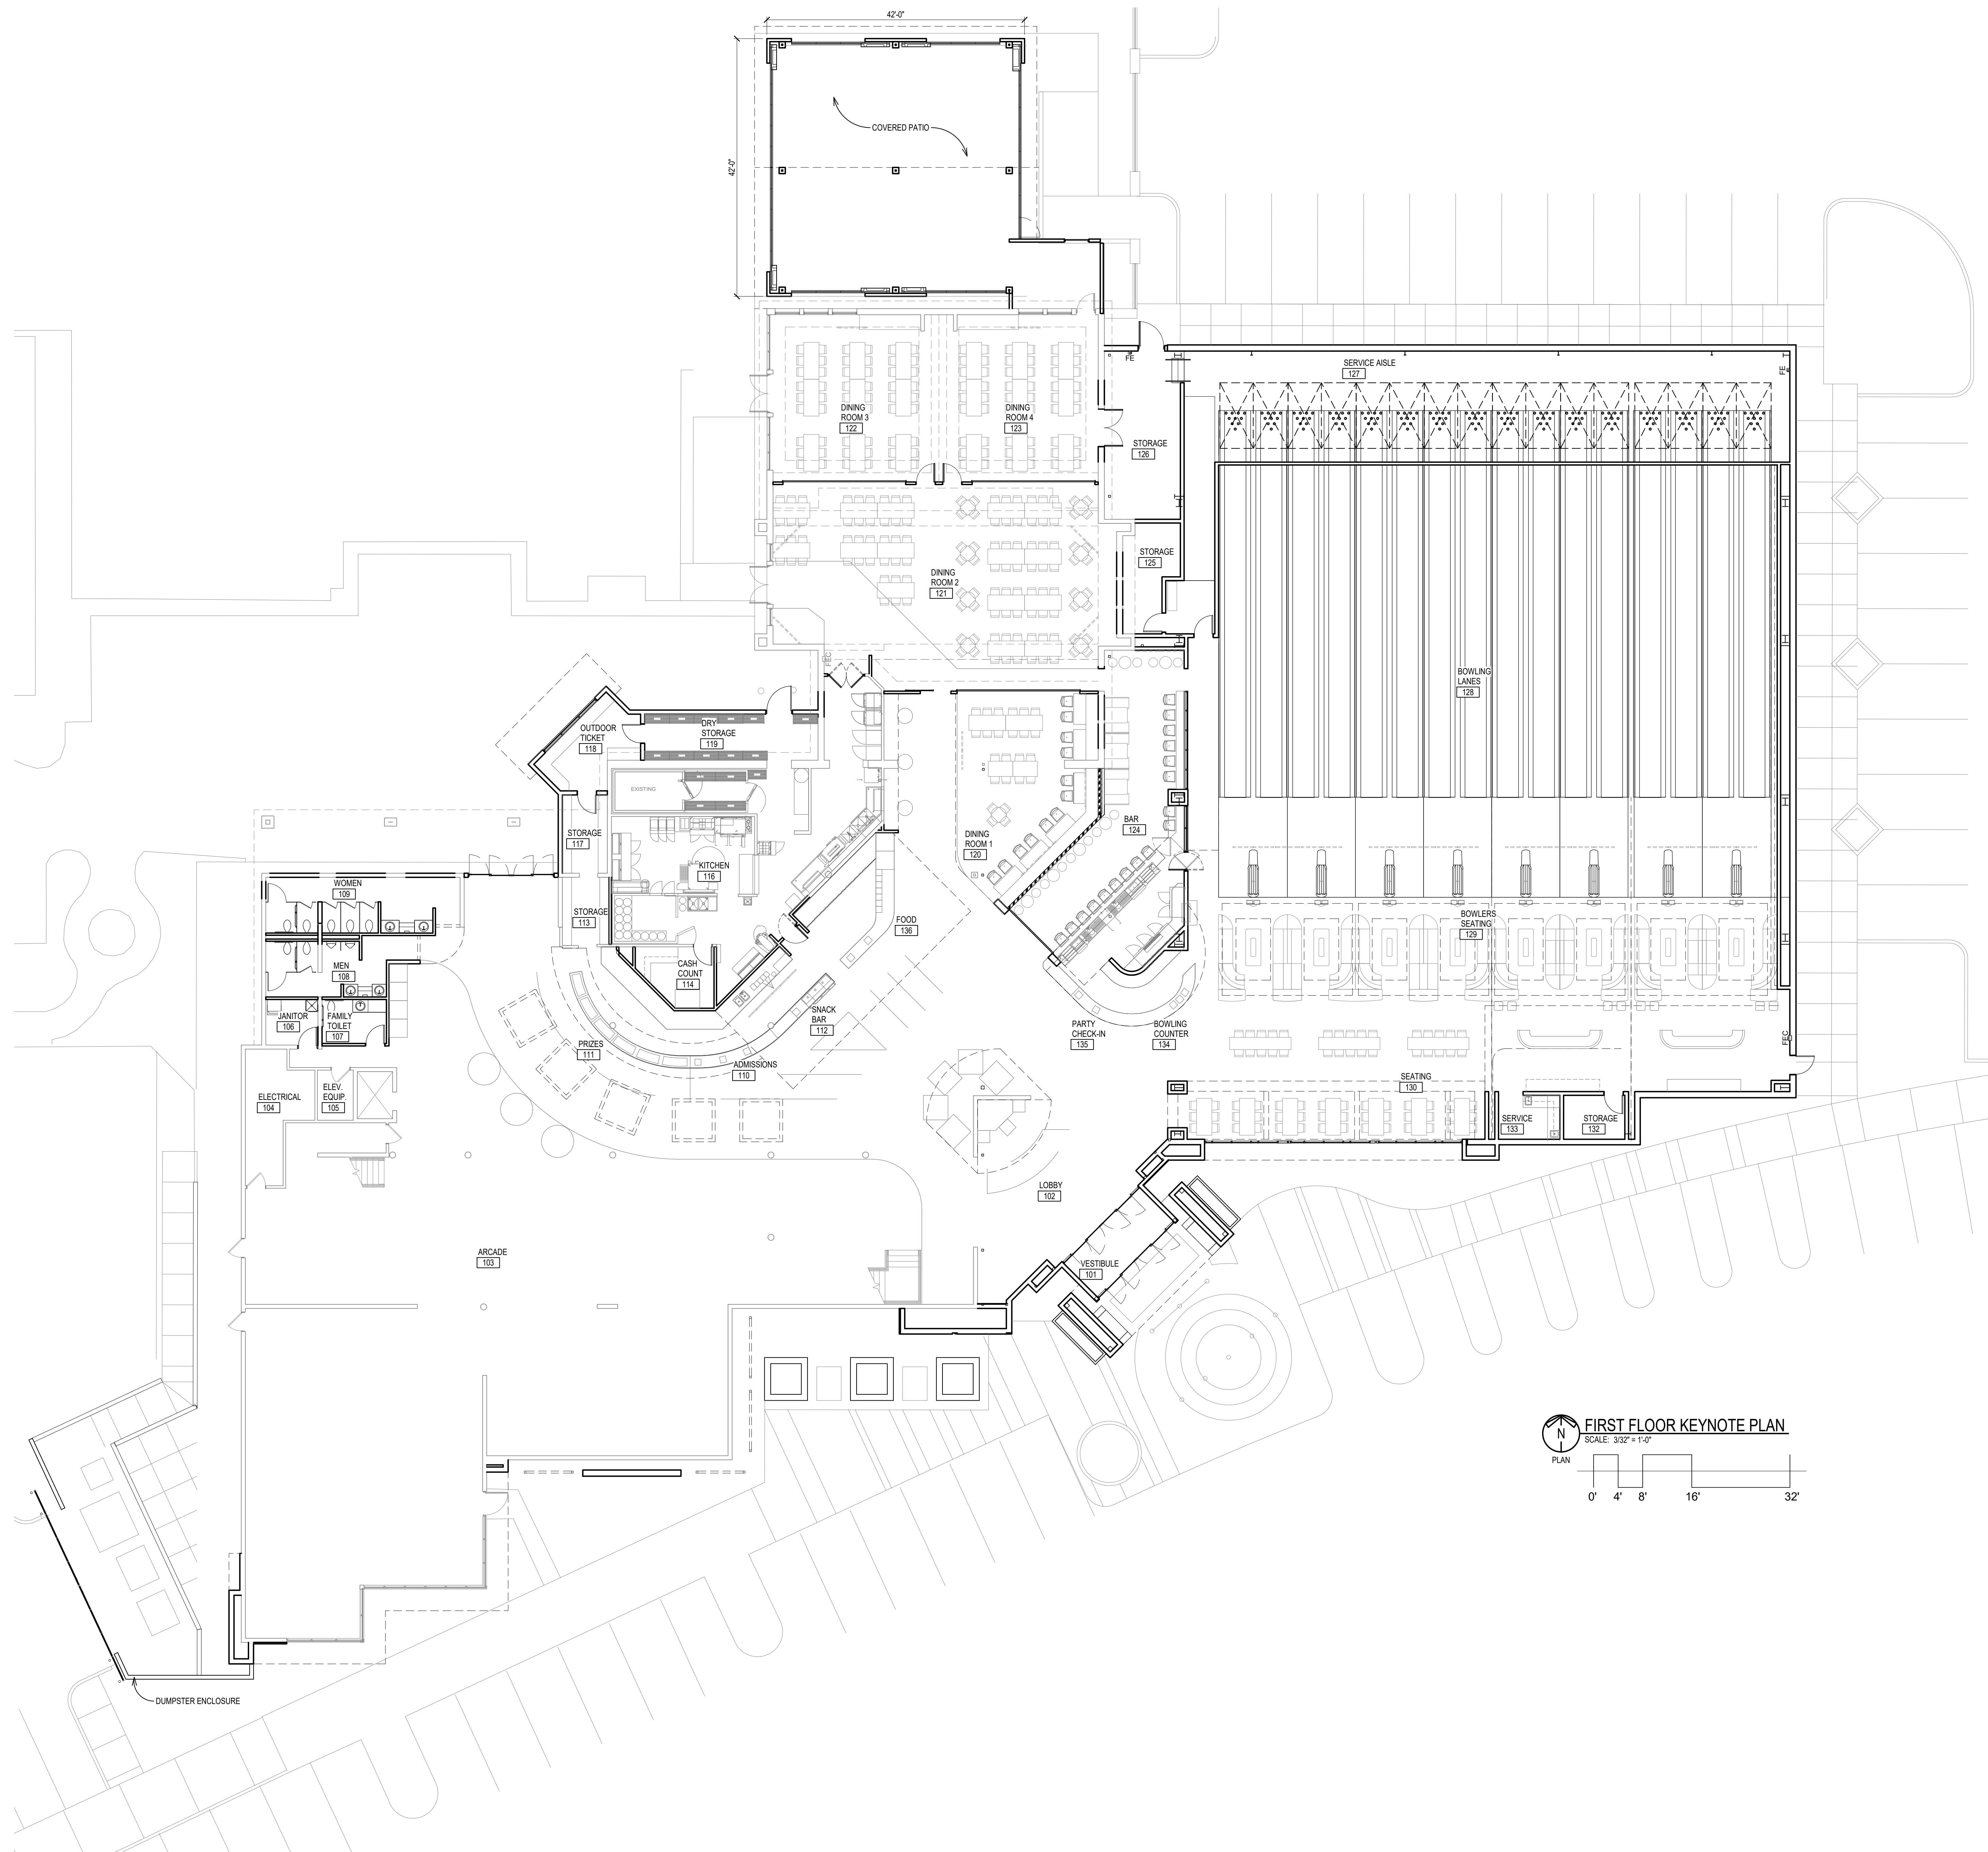 42'-0"
COVERED PATIO
42'-0"
FE
SERVICE AISLE
127
FE
DINING
ROOM 3
122
DINING
ROOM 4
123
STORAGE
126
STORAGE
125
DINING
ROOM 2
121
FEC
BOWLING
LANES
128
OUTDOOR
TICKET
118
DRY
STORAGE
119
EXISTING
STORAGE
117
KITCHEN
116
DINING
ROOM 1
120
BAR
124
WOMEN
109
STORAGE
113
FOOD
136
BOWLERS
SEATING
129
MEN
108
CASH
COUNT
114
JANITOR
106
FAMILY
TOILET
107
SNACK
BAR
112
PARTY
CHECK-IN
135
BOWLING
COUNTER
134
FEC
PRIZES
111
ADMISSIONS
110
SEATING
130
ELECTRICAL
104
ELEV.
EQUIP.
105
SERVICE
133
STORAGE
132
LOBBY
102
ARCADE
103
VESTIBULE
101
N
PLAN
FIRST FLOOR KEYNOTE PLAN
SCALE: 3/32" = 1'-0"
0' 4' 8' 16' 32'
DUMPSTER ENCLOSURE